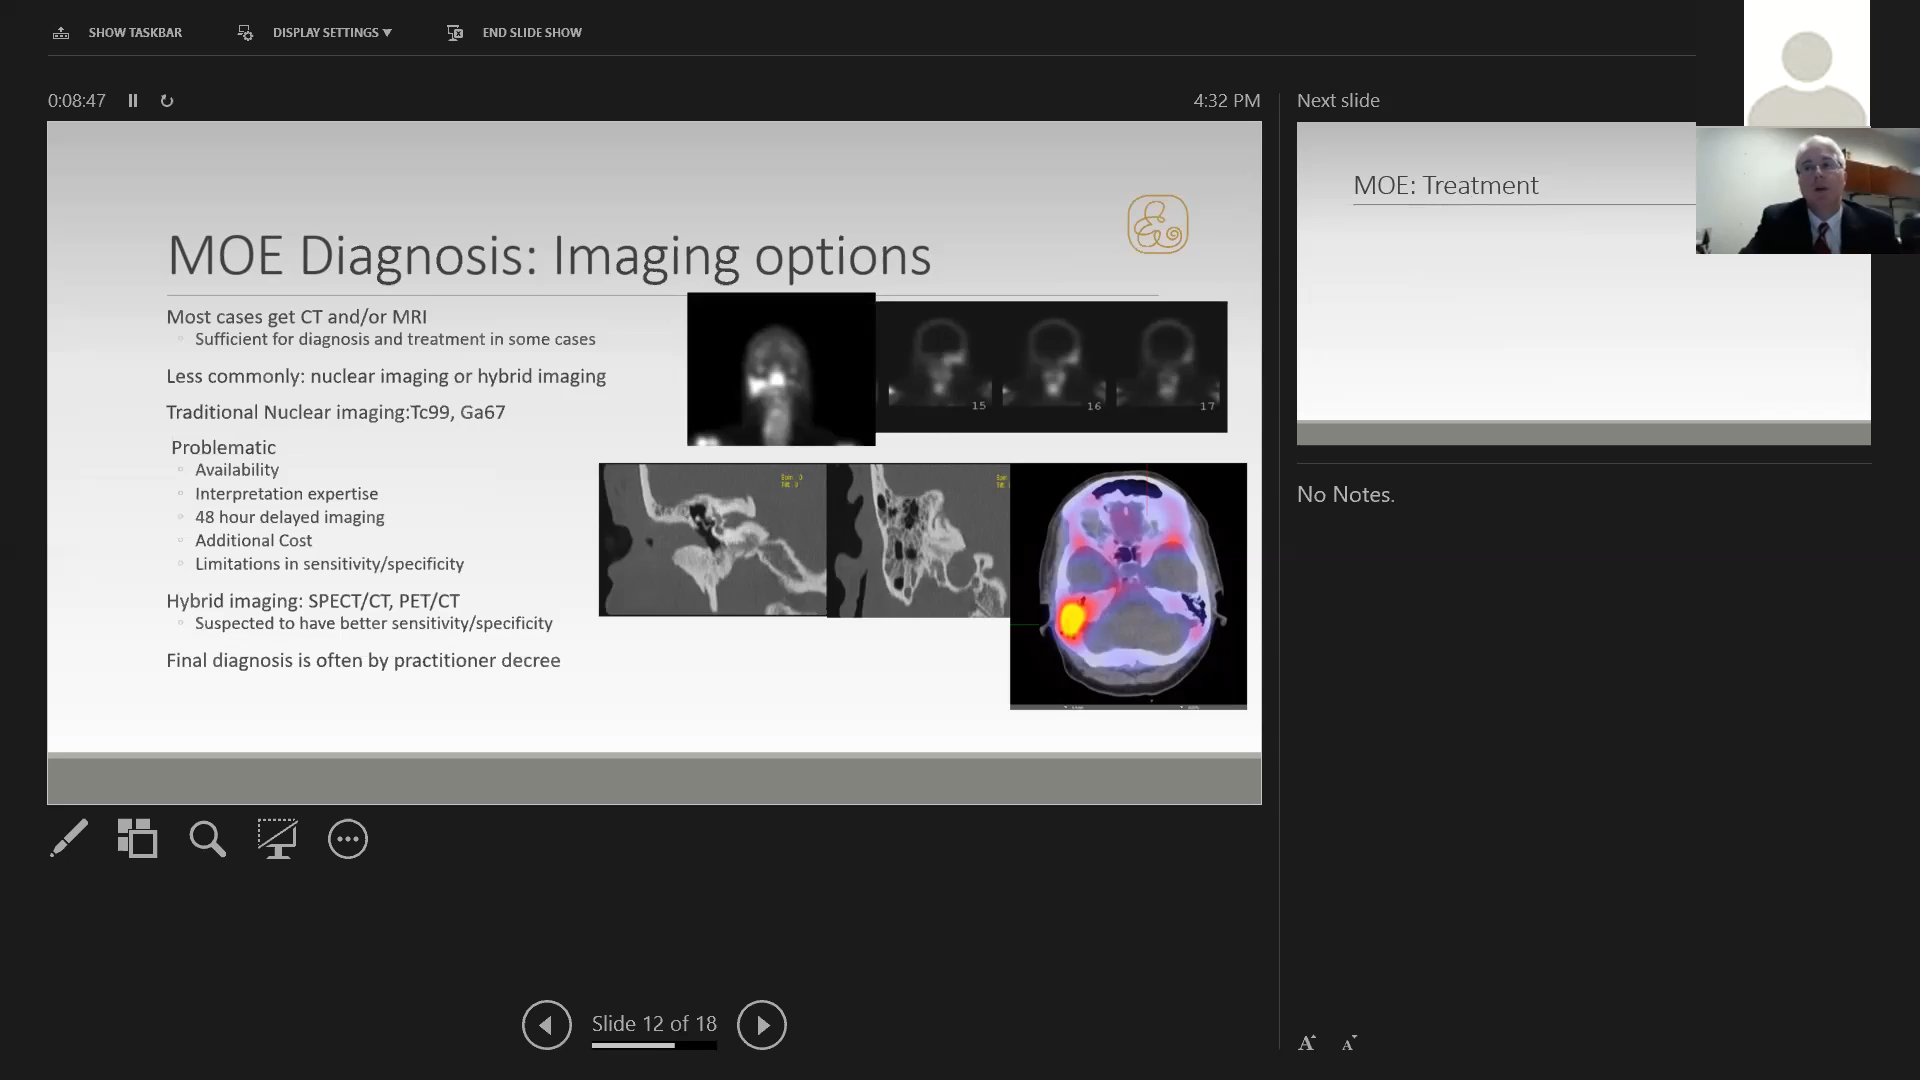 SHOW TASKBAR
DISPLAY SETTINGS
END SLIDE SHOW
0:08:47
4:32 PM
Next slide
MOE Diagnosis: Imaging options
Most cases get CT and/or MRI
Sufficient for diagnosis and treatment in some cases
Less commonly: nuclear imaging or hybrid imaging
Traditional Nuclear imaging:Tc99, Ga67
Problematic
Availability
Interpretation expertise
48 hour delayed imaging
Additional Cost
Limitations in sensitivity/specificity
Hybrid imaging: SPECT/CT, PET/CT
Suspected to have better sensitivity/specificity
Final diagnosis is often by practitioner decree
15
16
17
MOE: Treatment
No Notes.
Slide 12 of 18
A
A